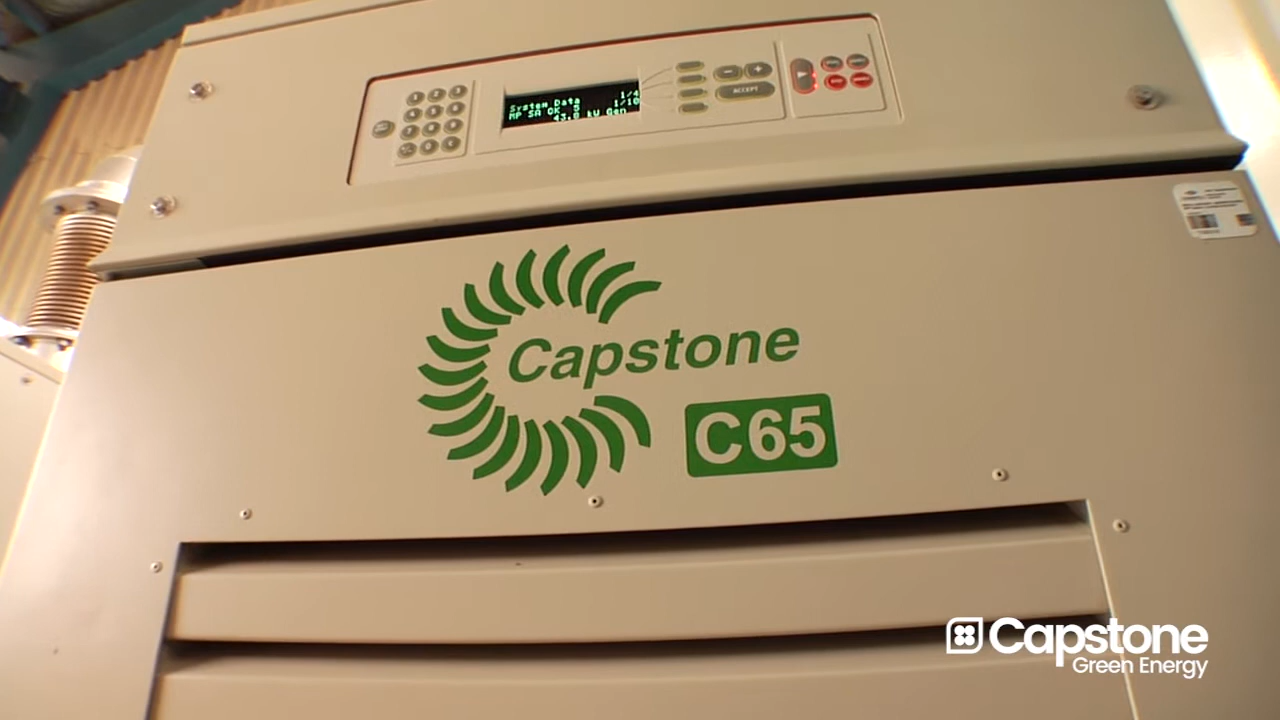 System Data 1/4
MP SA OK 5 1/10
43.0 kW Gen
ACCEPT
Capstone
C65
Capstone
Green Energy